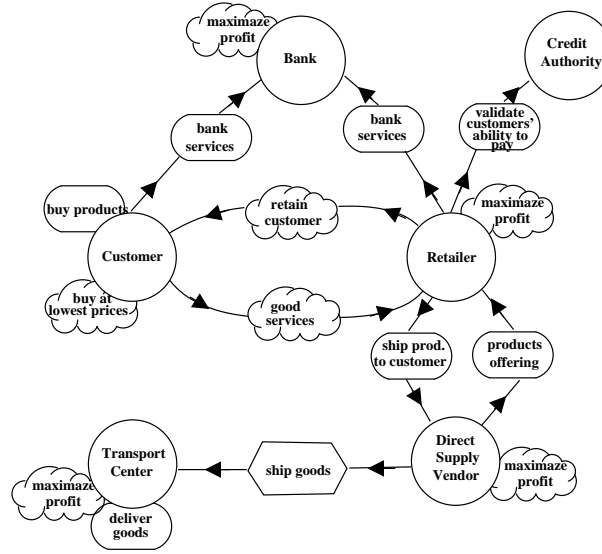 maximaze
profit
Bank
Credit
Authority
bank
services
bank
services
validate
customers'
ability to
pay
buy products
retain
customer
maximaze
profit
Customer
Retailer
buy at
lowest prices
good
services
ship prod.
to customer
products
offering
Transport
Center
ship goods
Direct
Supply
Vendor
maximaze
profit
maximaze
profit
deliver
goods